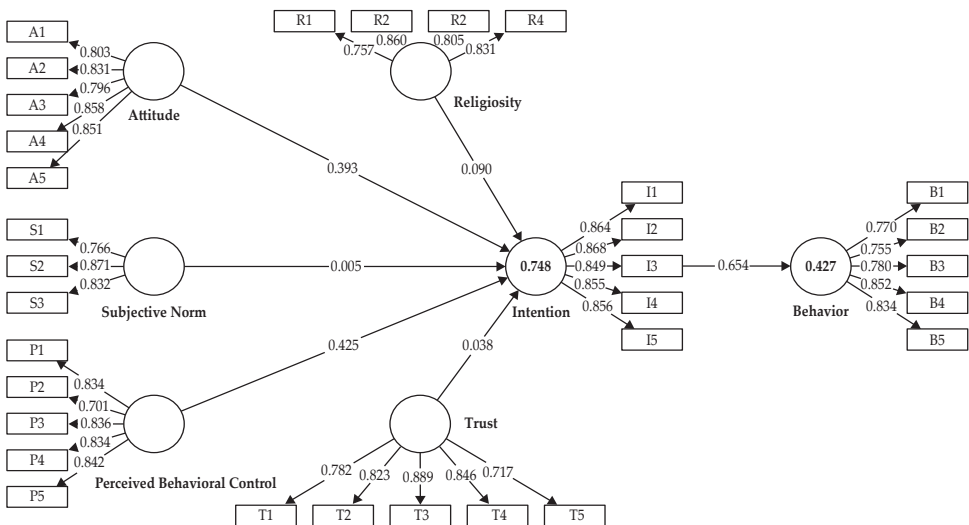 R1 R2 R2 R4
0.757 0.860 0.805 0.831
Religiosity
A1
A2
A3
A4
A5
0.803
0.831
0.796
0.858
0.851
Attitude
0.393
0.090
S1
S2
S3
0.766
0.871
0.832
Subjective Norm
0.005
0.748
Intention
I1
I2
I3
I4
I5
0.864
0.868
0.849
0.855
0.856
0.654
0.427
Behavior
B1
B2
B3
B4
B5
0.770
0.755
0.780
0.852
0.834
P1
P2
P3
P4
P5
0.834
0.701
0.836
0.834
0.842
Perceived Behavioral Control
0.425
0.038
Trust
0.782 0.823 0.889 0.846 0.717
T1 T2 T3 T4 T5